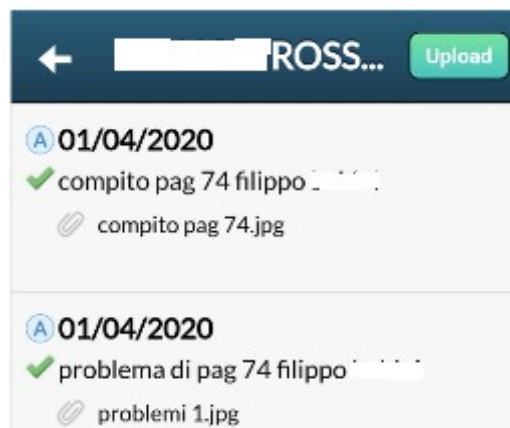 ROSS... Upload
A 01/04/2020
compito pag 74 filippo
compito pag 74.jpg
A 01/04/2020
problema di pag 74 filippo
problemi 1.jpg